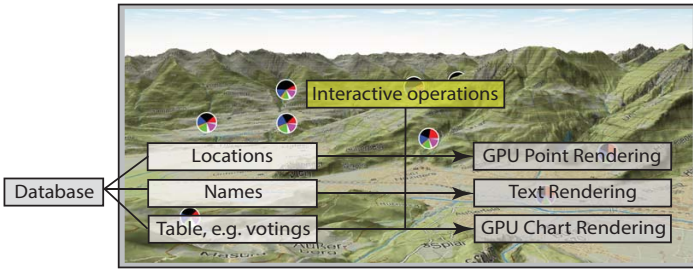 Interactive operations
Locations
GPU Point Rendering
Database
Names
Text Rendering
Table, e.g. votings
GPU Chart Rendering